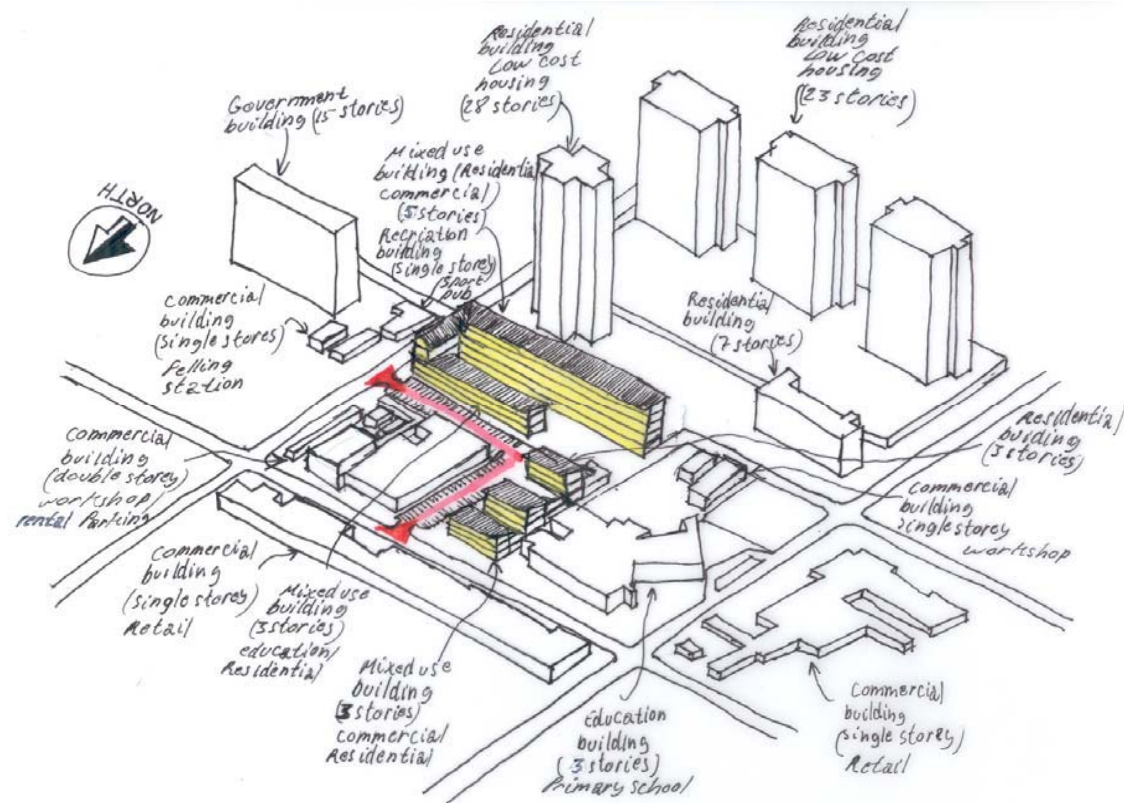 Residential
building
Low cost
housing
(28 stories)
Residential
building
Low cost
housing
(23 stories)
Government
building (15 stories)
Mixed use
building (Residential
commercial)
(5 stories)
Recriation
building
(single storey)
sport
pub
NORTH
commercial
building
(single stores)
Felling
station
Residential
building
(7 stories)
Residential
building
(3 stories)
Commercial
building
(double storey)
workshop/
rental Parking
Commercial
building
single storey
workshop
Commercial
building
(single storey)
Retail
Mixed use
building
(3 stories)
education/
Residential
Mixed use
building
(3 stories)
commercial
Residential
Education
building
(3 stories)
Primary school
Commercial
building
(single storey)
Retail